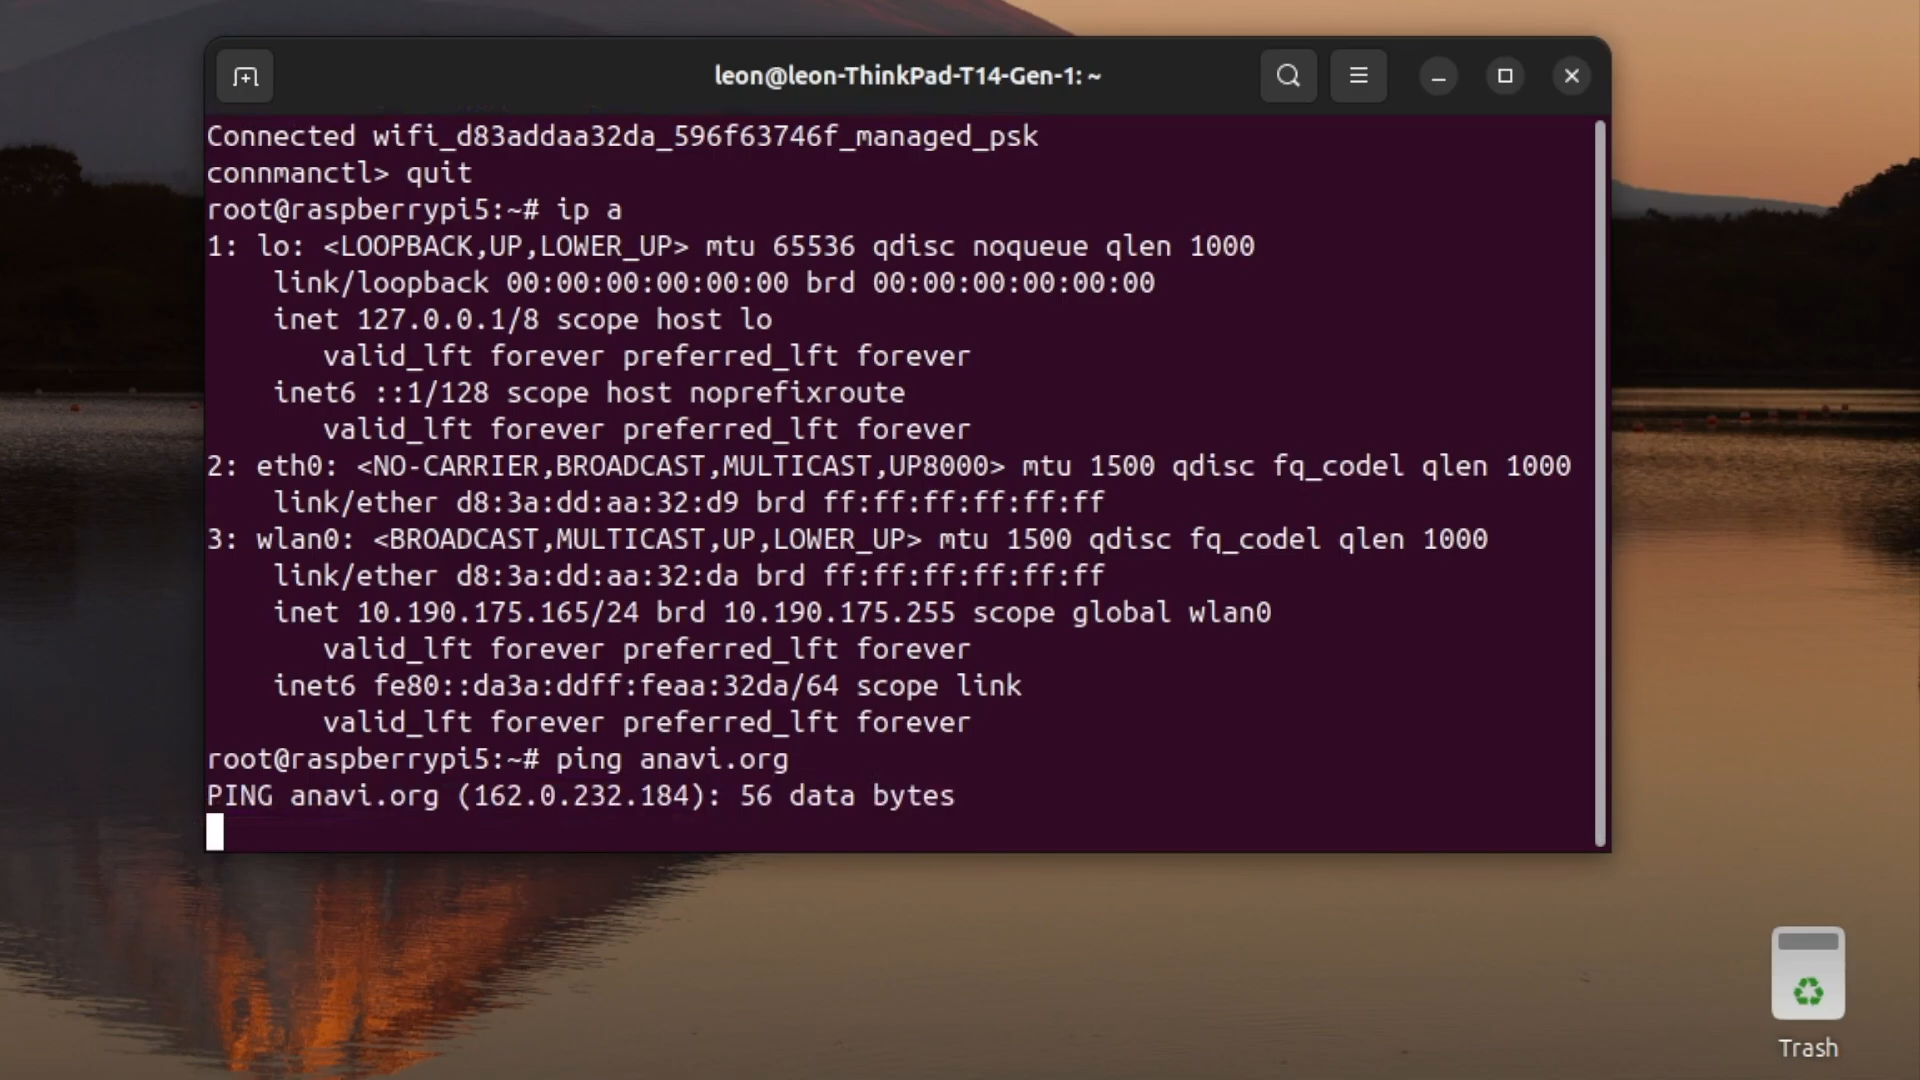 leon@leon-ThinkPad-T14-Gen-1: ~
Connected wifi_d83addaa32da_596f63746f_managed_psk
connmanctl> quit
root@raspberrypi5:~# ip a
1: lo: <LOOPBACK,UP,LOWER_UP> mtu 65536 qdisc noqueue qlen 1000
    link/loopback 00:00:00:00:00:00 brd 00:00:00:00:00:00
    inet 127.0.0.1/8 scope host lo
       valid_lft forever preferred_lft forever
    inet6 ::1/128 scope host noprefixroute
       valid_lft forever preferred_lft forever
2: eth0: <NO-CARRIER,BROADCAST,MULTICAST,UP8000> mtu 1500 qdisc fq_codel qlen 1000
    link/ether d8:3a:dd:aa:32:d9 brd ff:ff:ff:ff:ff:ff
3: wlan0: <BROADCAST,MULTICAST,UP,LOWER_UP> mtu 1500 qdisc fq_codel qlen 1000
    link/ether d8:3a:dd:aa:32:da brd ff:ff:ff:ff:ff:ff
    inet 10.190.175.165/24 brd 10.190.175.255 scope global wlan0
       valid_lft forever preferred_lft forever
    inet6 fe80::da3a:ddff:feaa:32da/64 scope link
       valid_lft forever preferred_lft forever
root@raspberrypi5:~# ping anavi.org
PING anavi.org (162.0.232.184): 56 data bytes
Trash